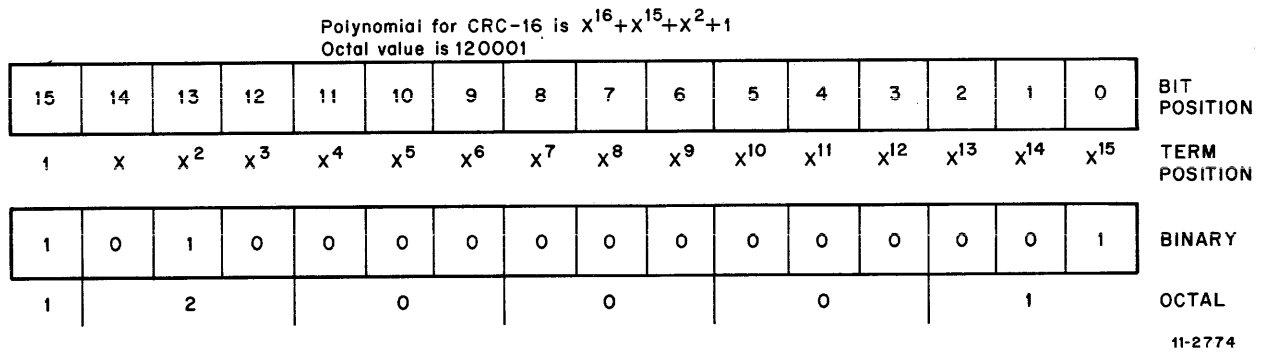 Polynomial for CRC-16 is X¹⁶+X¹⁵+X²+1
Octal value is 120001
15 14 13 12 11 10 9 8 7 6 5 4 3 2 1 0 BIT POSITION
1 X X² X³ X⁴ X⁵ X⁶ X⁷ X⁸ X⁹ X¹⁰ X¹¹ X¹² X¹³ X¹⁴ X¹⁵ TERM POSITION
1 0 1 0 0 0 0 0 0 0 0 0 0 0 0 1 BINARY
1 2 0 0 0 1 OCTAL
11-2774